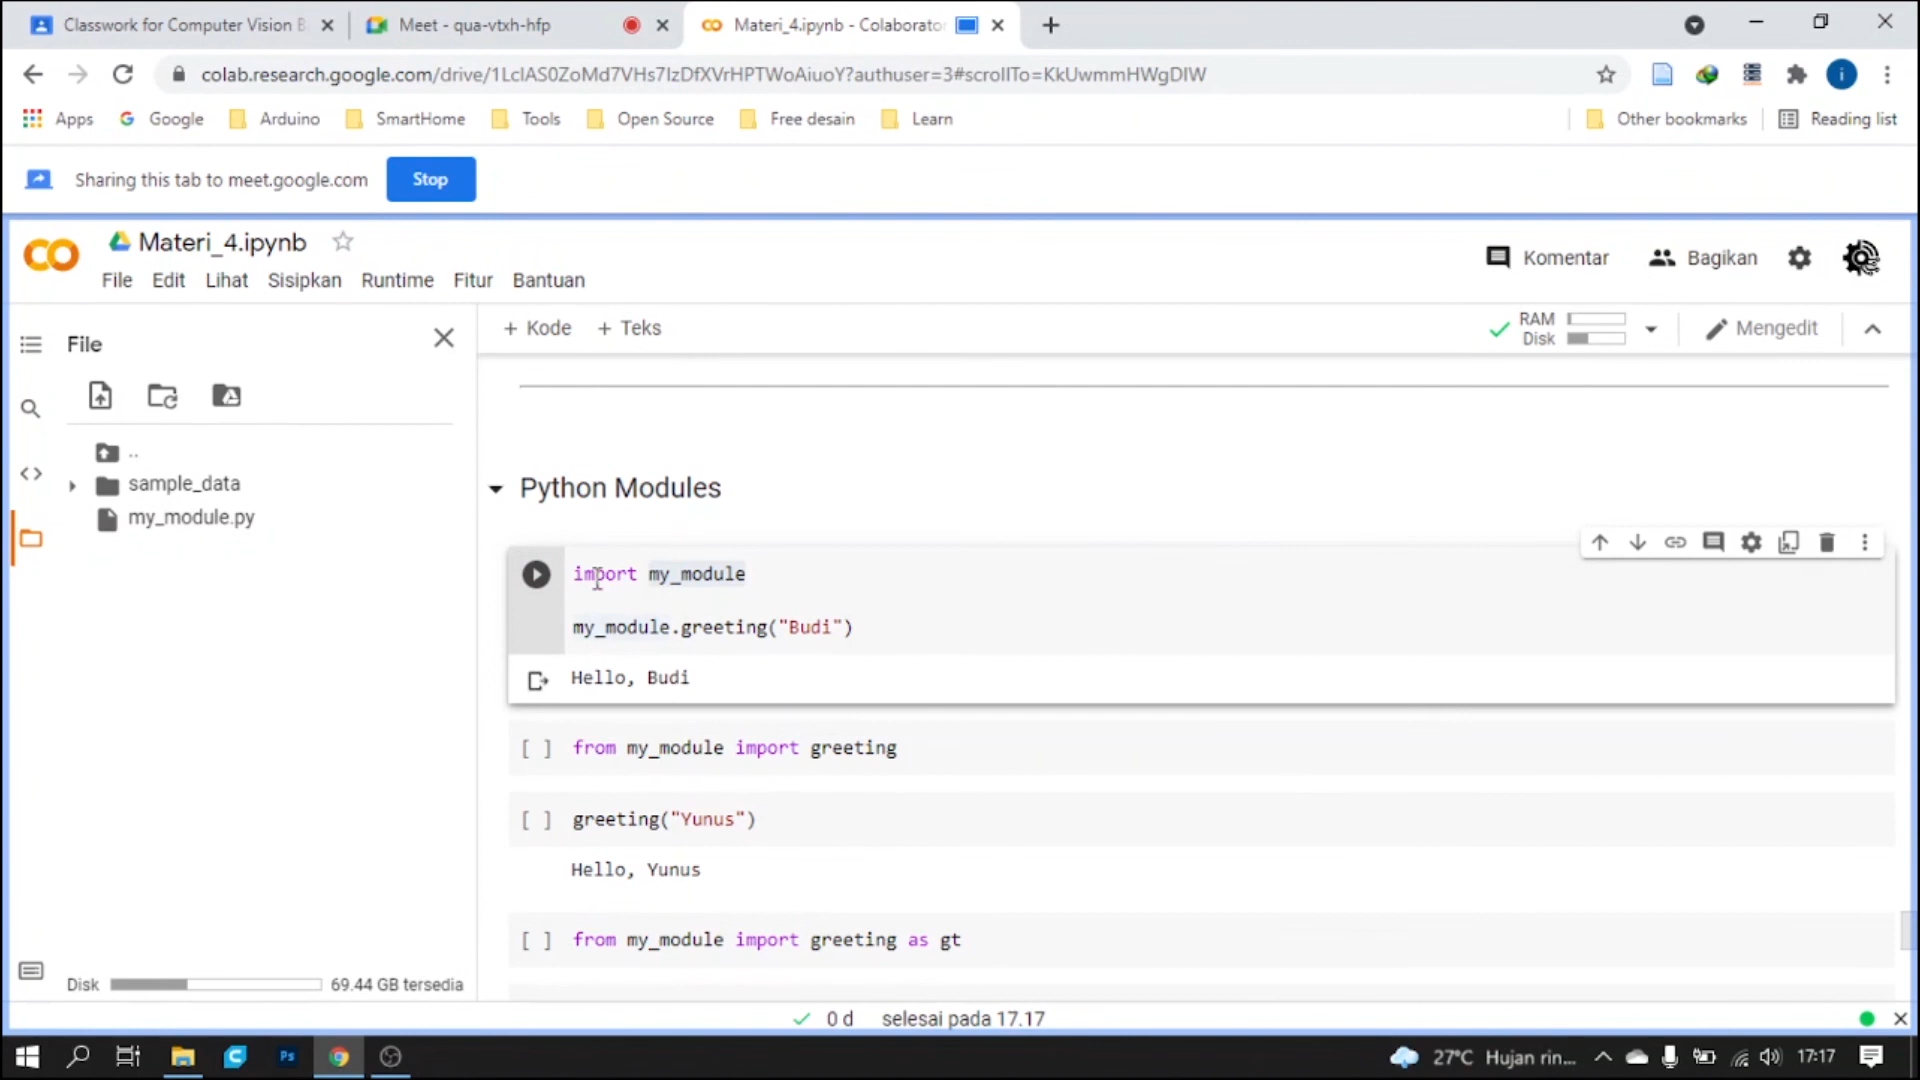 Classwork for Computer Vision B
Meet - qua-vtxh-hfp
Materi_4.ipynb - Colaborator
colab.research.google.com/drive/1LcIAS0ZoMd7VHs7IzDfXVrHPTWoAiuoY?authuser=3#scrollTo=KkUwmmHWgDIW
i
Apps
Google
Arduino
SmartHome
Tools
Open Source
Free desain
Learn
Other bookmarks
Reading list
Sharing this tab to meet.google.com
Stop
Materi_4.ipynb
Komentar
Bagikan
File Edit Lihat Sisipkan Runtime Fitur Bantuan
File
+ Kode + Teks
RAM
Disk
Mengedit
..
sample_data
my_module.py
Python Modules
import my_module
my_module.greeting("Budi")
Hello, Budi
[ ] from my_module import greeting
[ ] greeting("Yunus")
Hello, Yunus
[ ] from my_module import greeting as gt
Disk 69.44 GB tersedia
0 d selesai pada 17.17
Ps
27°C Hujan rin...
17:17